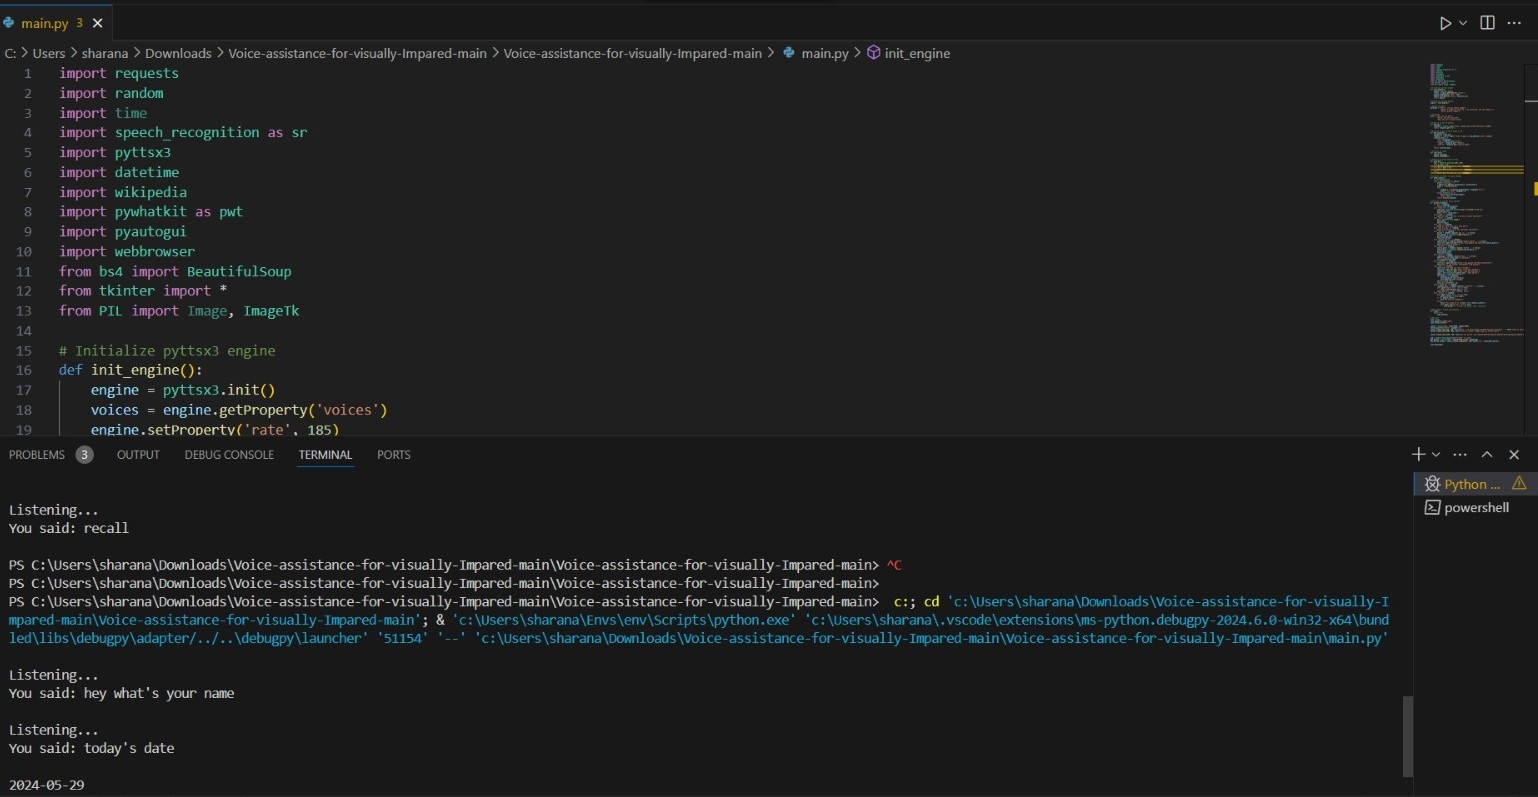 main.py 3
C: > Users > sharana > Downloads > Voice-assistance-for-visually-Impared-main > Voice-assistance-for-visually-Impared-main > main.py > init_engine
1 import requests
2 import random
3 import time
4 import speech_recognition as sr
5 import pyttsx3
6 import datetime
7 import wikipedia
8 import pywhatkit as pwt
9 import pyautogui
10 import webbrowser
11 from bs4 import BeautifulSoup
12 from tkinter import *
13 from PIL import Image, ImageTk
14
15 # Initialize pyttsx3 engine
16 def init_engine():
17     engine = pyttsx3.init()
18     voices = engine.getProperty('voices')
19     engine.setProperty('rate', 185)
PROBLEMS 3 OUTPUT DEBUG CONSOLE TERMINAL PORTS
Python ...
powershell
Listening...
You said: recall
PS C:\Users\sharana\Downloads\Voice-assistance-for-visually-Impared-main\Voice-assistance-for-visually-Impared-main> ^C
PS C:\Users\sharana\Downloads\Voice-assistance-for-visually-Impared-main\Voice-assistance-for-visually-Impared-main>
PS C:\Users\sharana\Downloads\Voice-assistance-for-visually-Impared-main\Voice-assistance-for-visually-Impared-main>  c:; cd 'c:\Users\sharana\Downloads\Voice-assistance-for-visually-I
mpared-main\Voice-assistance-for-visually-Impared-main'; & 'c:\Users\sharana\Envs\env\Scripts\python.exe' 'c:\Users\sharana\.vscode\extensions\ms-python.debugpy-2024.6.0-win32-x64\bund
led\libs\debugpy\adapter/../..\debugpy\launcher' '51154' '--' 'c:\Users\sharana\Downloads\Voice-assistance-for-visually-Impared-main\Voice-assistance-for-visually-Impared-main\main.py'
Listening...
You said: hey what's your name
Listening...
You said: today's date
2024-05-29